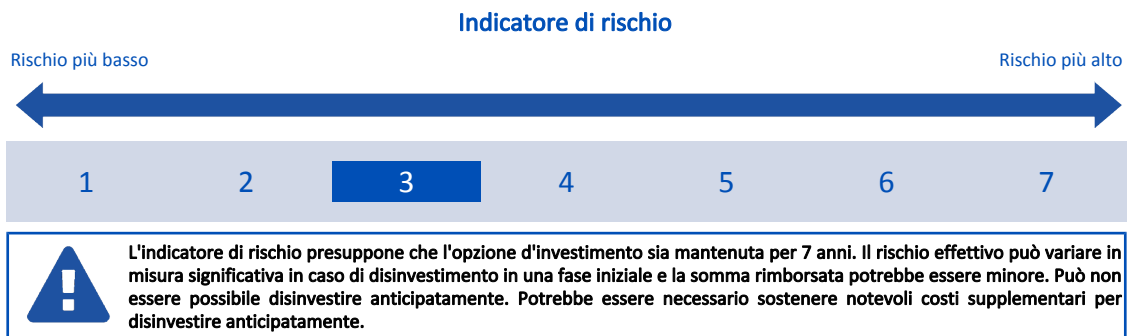 Indicatore di rischio
Rischio più basso
Rischio più alto
1 2 3 4 5 6 7
L'indicatore di rischio presuppone che l'opzione d'investimento sia mantenuta per 7 anni. Il rischio effettivo può variare in
misura significativa in caso di disinvestimento in una fase iniziale e la somma rimborsata potrebbe essere minore. Può non
essere possibile disinvestire anticipatamente. Potrebbe essere necessario sostenere notevoli costi supplementari per
disinvestire anticipatamente.